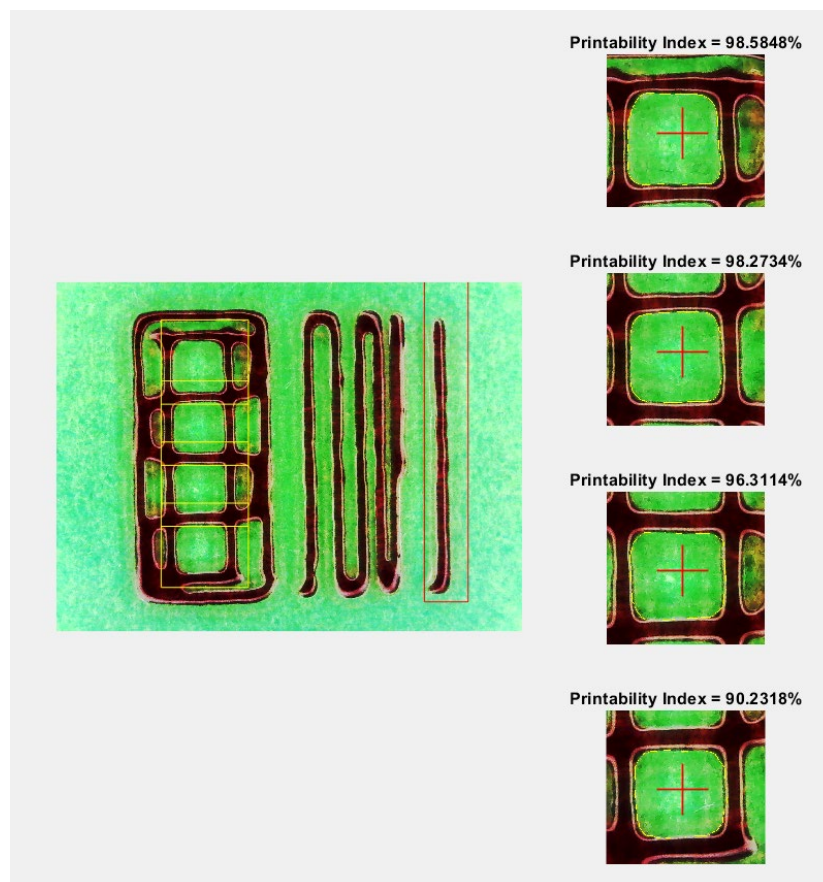 Printability Index = 98.5848%
Printability Index = 98.2734%
Printability Index = 96.3114%
Printability Index = 90.2318%